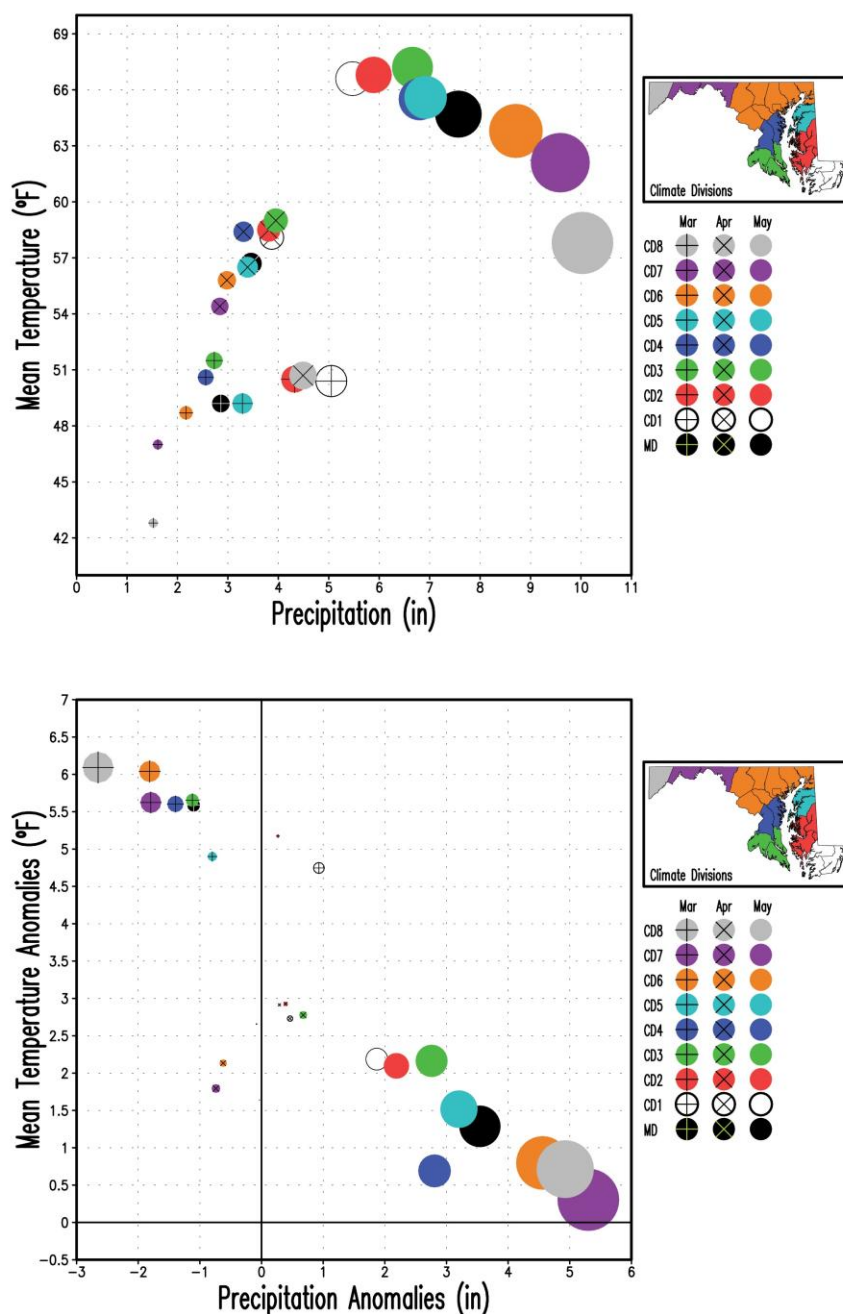 69
66
63
60
57
54
51
48
45
42
Mean Temperature (ºF)
0 1 2 3 4 5 6 7 8 9 10 11
Precipitation (in)
Climate Divisions
Mar Apr May
CD8
CD7
CD6
CD5
CD4
CD3
CD2
CD1
MD
7
6.5
6
5.5
5
4.5
4
3.5
3
2.5
2
1.5
1
0.5
0
-0.5
Mean Temperature Anomalies (ºF)
-3 -2 -1 0 1 2 3 4 5 6
Precipitation Anomalies (in)
Climate Divisions
Mar Apr May
CD8
CD7
CD6
CD5
CD4
CD3
CD2
CD1
MD